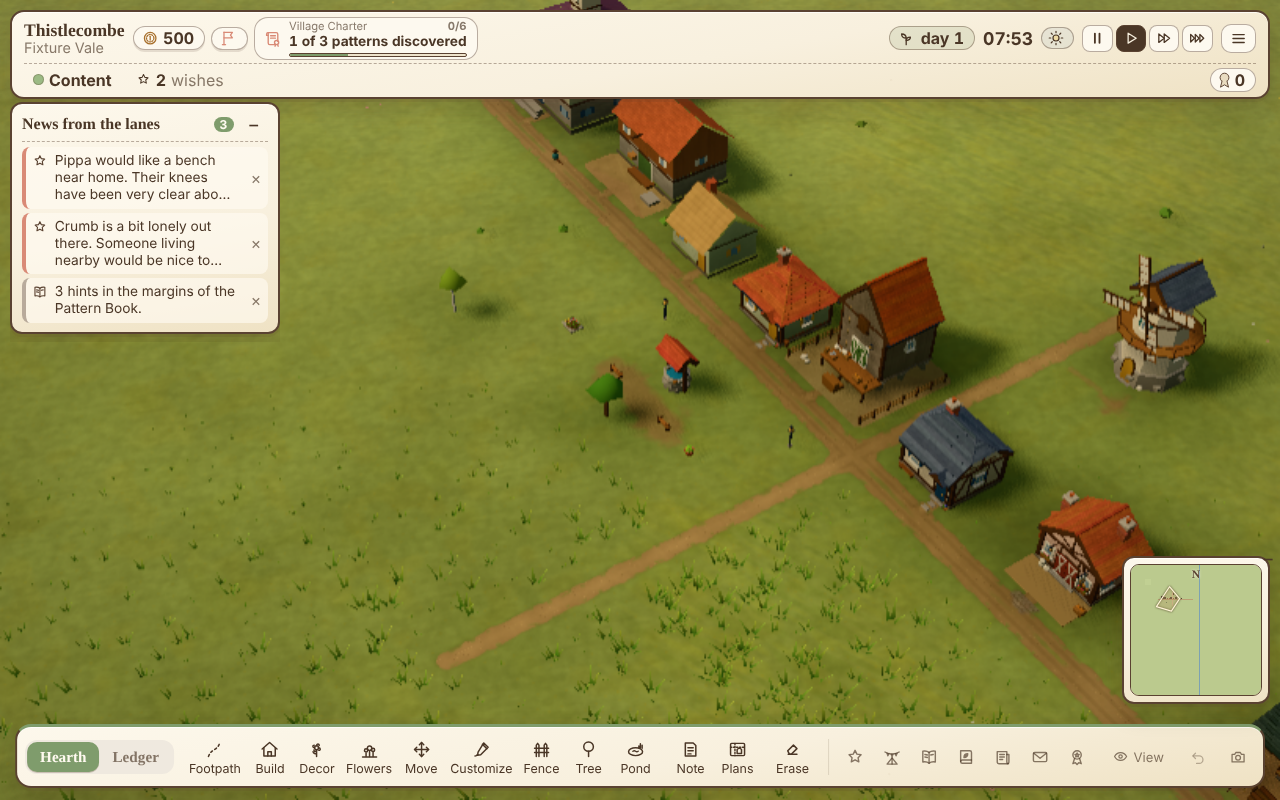 Thistlecombe
Fixture Vale
500
Village Charter 0/6
1 of 3 patterns discovered
day 1 07:53
Content 2 wishes
0
News from the lanes 3
Pippa would like a bench
near home. Their knees
have been very clear abo...
Crumb is a bit lonely out
there. Someone living
nearby would be nice to...
3 hints in the margins of the
Pattern Book.
N
Hearth Ledger
Footpath Build Decor Flowers Move Customize Fence Tree Pond Note Plans Erase
View